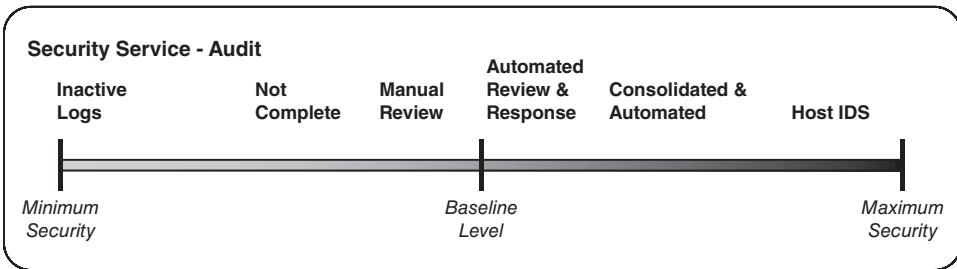 Security Service - Audit
Inactive
Logs
Not
Complete
Manual
Review
Automated
Review &
Response
Consolidated &
Automated
Host IDS
Minimum
Security
Baseline
Level
Maximum
Security